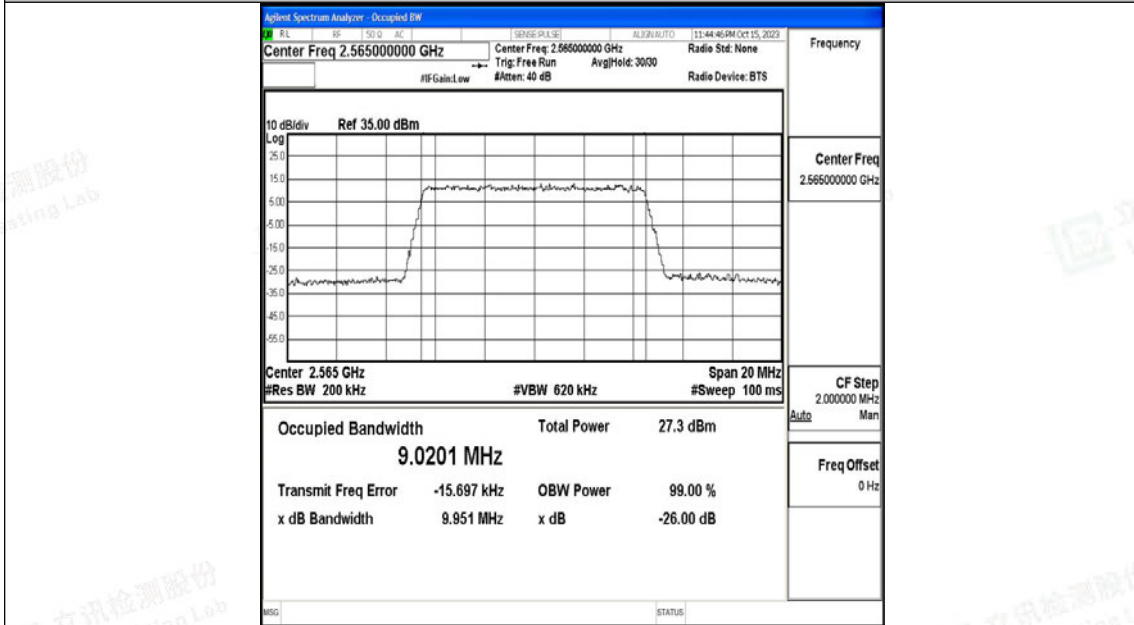 Agilent Spectrum Analyzer - Occupied BW
RL RF 50 Ω AC SENSE:PULSE ALIGN AUTO 11:44:46 PM Oct 15, 2023
Center Freq 2.565000000 GHz
Center Freq: 2.565000000 GHz
Radio Std: None
Trig: Free Run Avg|Hold: 30/30
#IFGain:Low #Atten: 40 dB
Radio Device: BTS
Frequency
10 dB/div Ref 35.00 dBm
Log
25.0
15.0
5.00
-5.00
-15.0
-25.0
-35.0
-45.0
-55.0
Center 2.565 GHz Span 20 MHz
#Res BW 200 kHz #VBW 620 kHz #Sweep 100 ms
Center Freq
2.565000000 GHz
CF Step
2.000000 MHz
Auto Man
Freq Offset
0 Hz
Occupied Bandwidth Total Power 27.3 dBm
9.0201 MHz
Transmit Freq Error -15.697 kHz OBW Power 99.00 %
x dB Bandwidth 9.951 MHz x dB -26.00 dB
MSG STATUS
检测股份